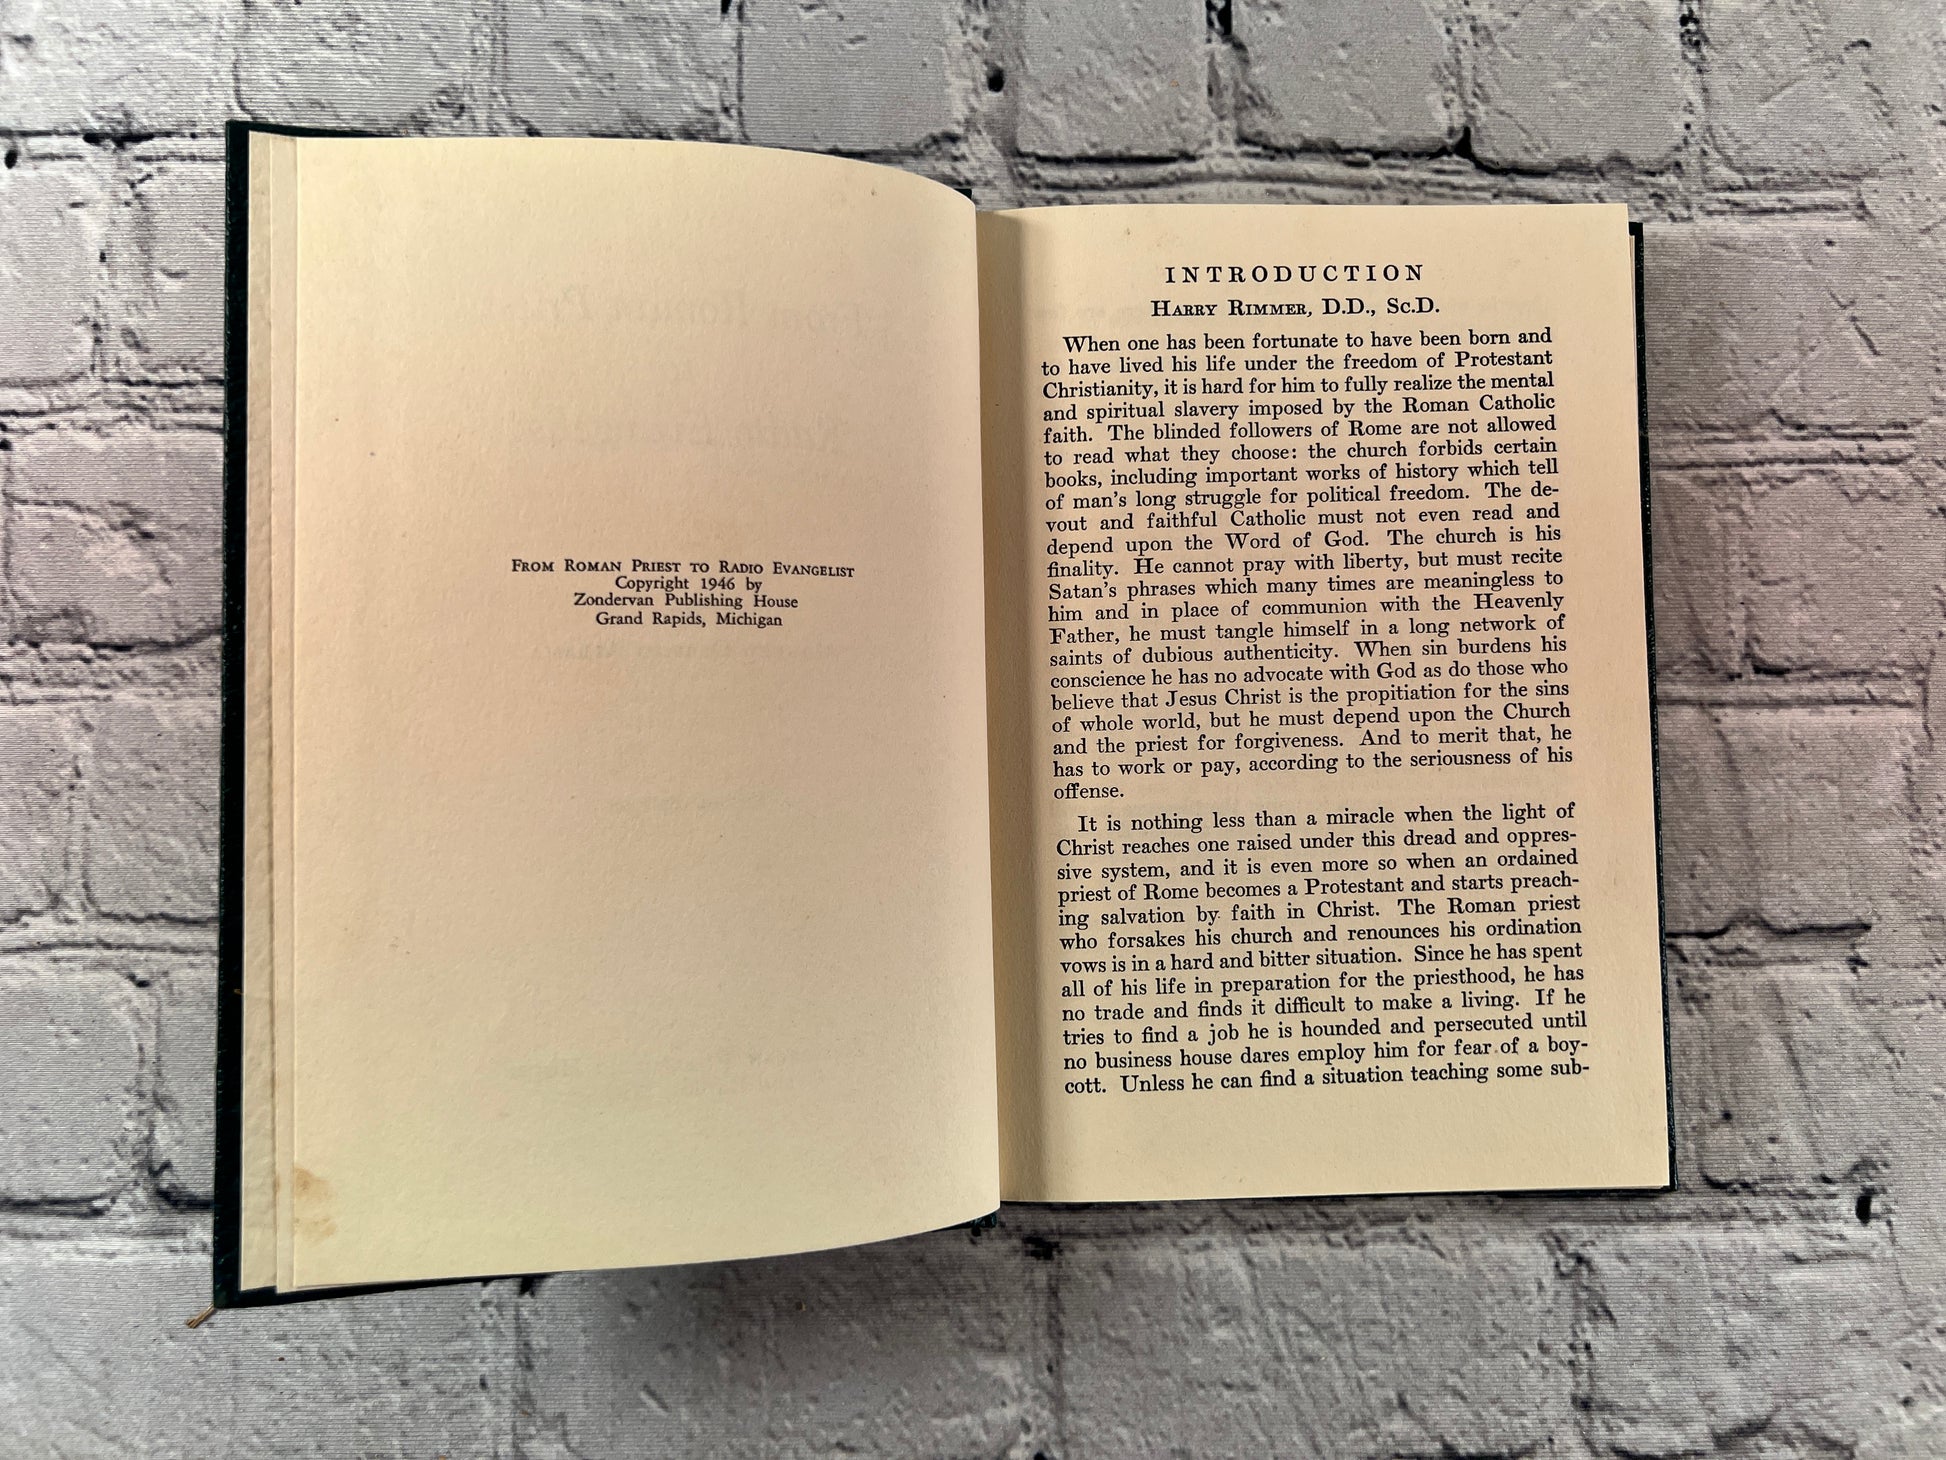 From Roman Priest to Radio Evangelist
Copyright 1946 by
Zondervan Publishing House
Grand Rapids, Michigan
INTRODUCTION
Harry Rimmer, D.D., Sc.D.
When one has been fortunate to have been born and
to have lived his life under the freedom of Protestant
Christianity, it is hard for him to fully realize the mental
and spiritual slavery imposed by the Roman Catholic
faith. The blinded followers of Rome are not allowed
to read what they choose: the church forbids certain
books, including important works of history which tell
of man's long struggle for political freedom. The de-
vout and faithful Catholic must not even read and
depend upon the Word of God. The church is his
finality. He cannot pray with liberty, but must recite
Satan's phrases which many times are meaningless to
him and in place of communion with the Heavenly
Father, he must tangle himself in a long network of
saints of dubious authenticity. When sin burdens his
conscience he has no advocate with God as do those who
believe that Jesus Christ is the propitiation for the sins
of whole world, but he must depend upon the Church
and the priest for forgiveness. And to merit that, he
has to work or pay, according to the seriousness of his
offense.
It is nothing less than a miracle when the light of
Christ reaches one raised under this dread and oppres-
sive system, and it is even more so when an ordained
priest of Rome becomes a Protestant and starts preach-
ing salvation by faith in Christ. The Roman priest
who forsakes his church and renounces his ordination
vows is in a hard and bitter situation. Since he has spent
all of his life in preparation for the priesthood, he has
no trade and finds it difficult to make a living. If he
tries to find a job he is hounded and persecuted until
no business house dares employ him for fear of a boy-
cott. Unless he can find a situation teaching some sub-